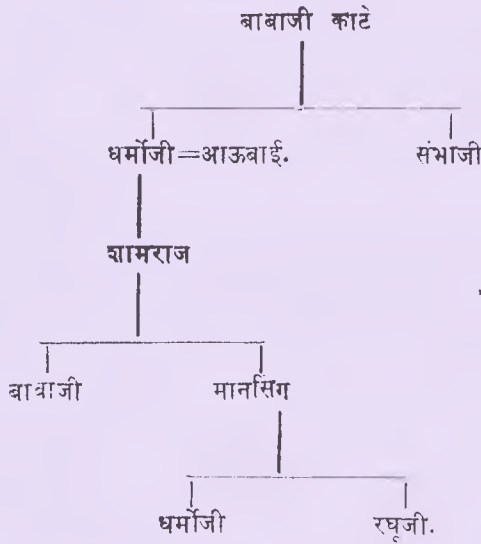 बाबाजी काटे
धर्मोजी=आऊबाई. संभाजी
शामराज
बाबाजी मानसिंग
धर्मोजी रघूजी.